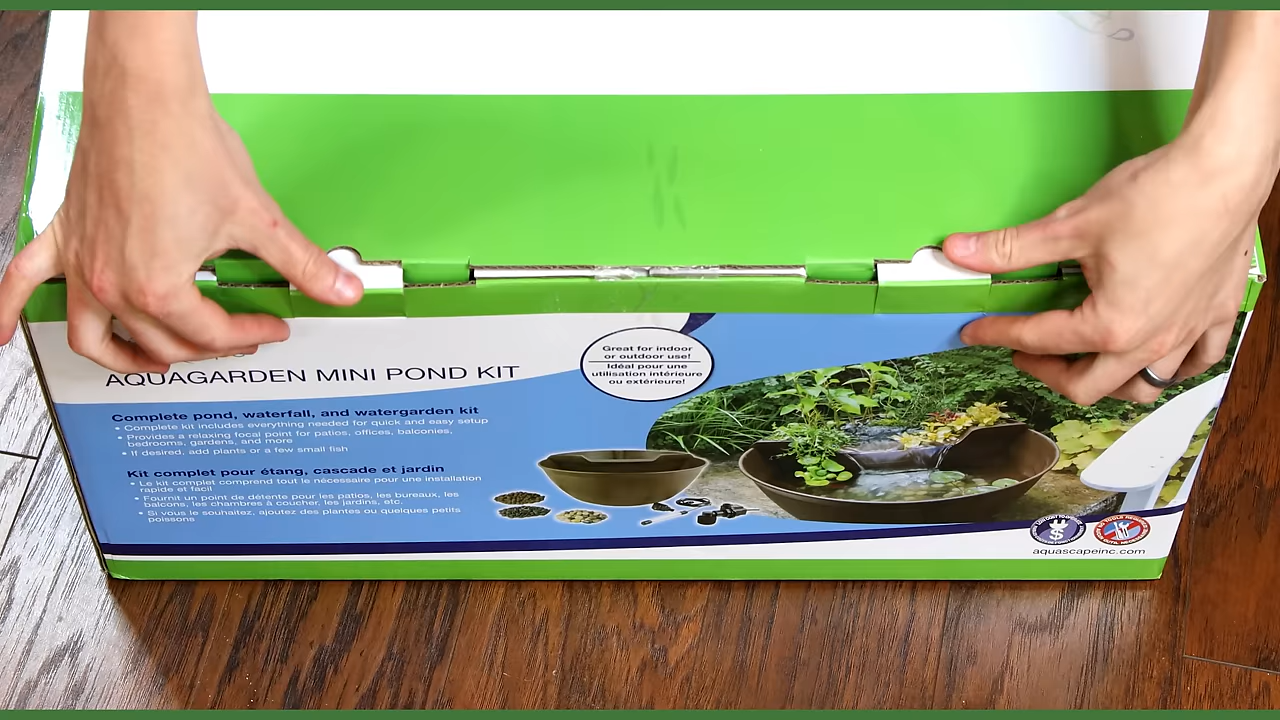 AQUAGARDEN MINI POND KIT
Great for indoor
or outdoor use!
Idéal pour une
utilisation intérieure
ou extérieure!
Complete pond, waterfall, and watergarden kit
• Complete kit includes everything needed for quick and easy setup
• Provides a relaxing focal point for patios, offices, balconies,
bedrooms, gardens, and more
• If desired, add plants or a few small fish
Kit complet pour étang, cascade et jardin
• Le kit complet comprend tout le nécessaire pour une installation
rapide et facil
• Fournit un point de détente pour les patios, les bureaux, les
balcons, les chambres à coucher, les jardins, etc.
• Si vous le souhaitez, ajoutez des plantes ou quelques petits
poissons
aquascapeinc.com